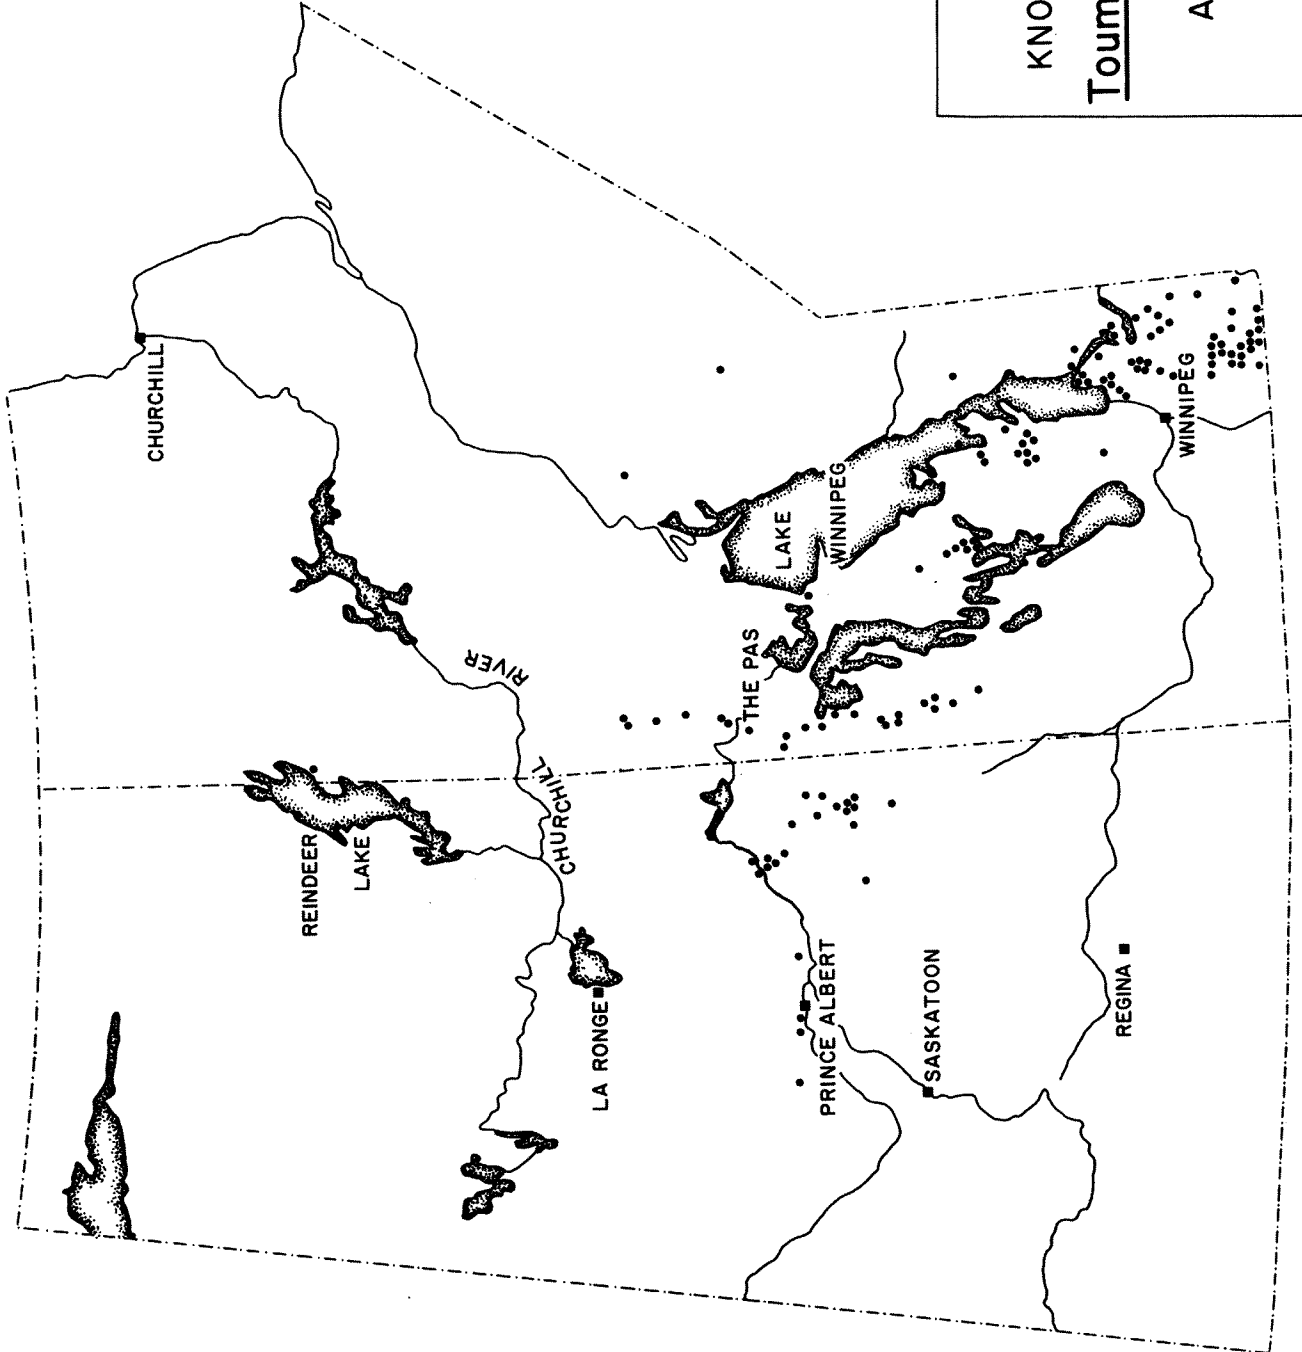 KNO
Toum
A
CHURCHILL
RIVER
CHURCHILL
REINDEER
LAKE
LA RONGE
THE PAS
LAKE
WINNIPEG
WINNIPEG
PRINCE ALBERT
SASKATOON
REGINA